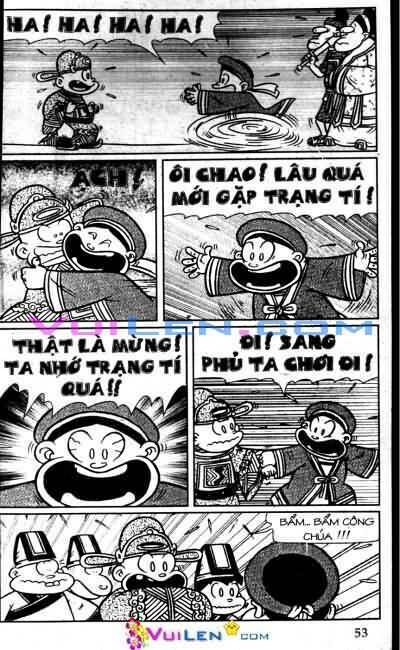 HA! HA! HA! HA!
ẠCH!
ÔI CHAO! LÂU QUÁ
MỚI GẶP TRẠNG TÍ!
VUILEN.COM
THẬT LÀ MỪNG!
TA NHỚ TRẠNG TÍ
QUÁ!!
ĐI! SANG
PHỦ TA CHƠI ĐI!
BẨM... BẨM CÔNG
CHÚA !!!
53
VUILEN.COM